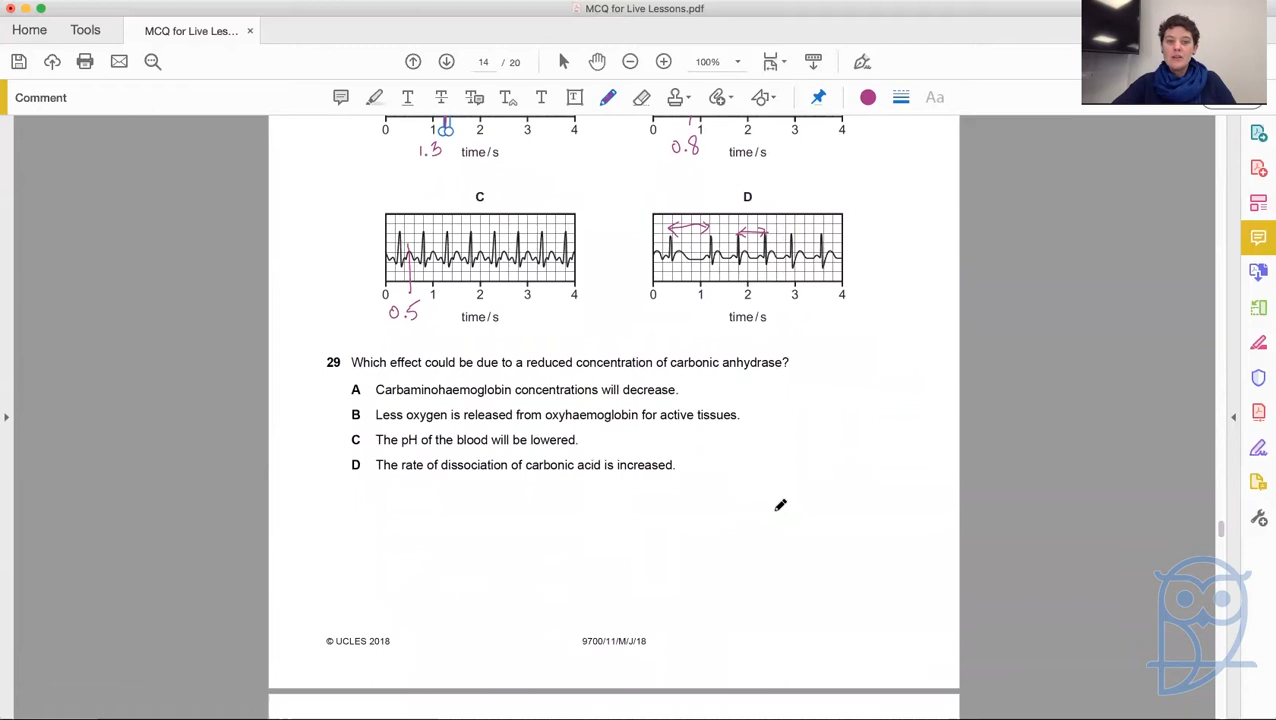 MCQ for Live Lessons.pdf
Home
Tools
MCQ for Live Les... ×
14 / 20
100%
Comment
Aa
0 1 2 3 4
0 1 2 3 4
1.3
time / s
0.8
time / s
C
D
0 1 2 3 4
0 1 2 3 4
0.5
time / s
time / s
29 Which effect could be due to a reduced concentration of carbonic anhydrase?
A Carbaminohaemoglobin concentrations will decrease.
B Less oxygen is released from oxyhaemoglobin for active tissues.
C The pH of the blood will be lowered.
D The rate of dissociation of carbonic acid is increased.
© UCLES 2018
9700/11/M/J/18